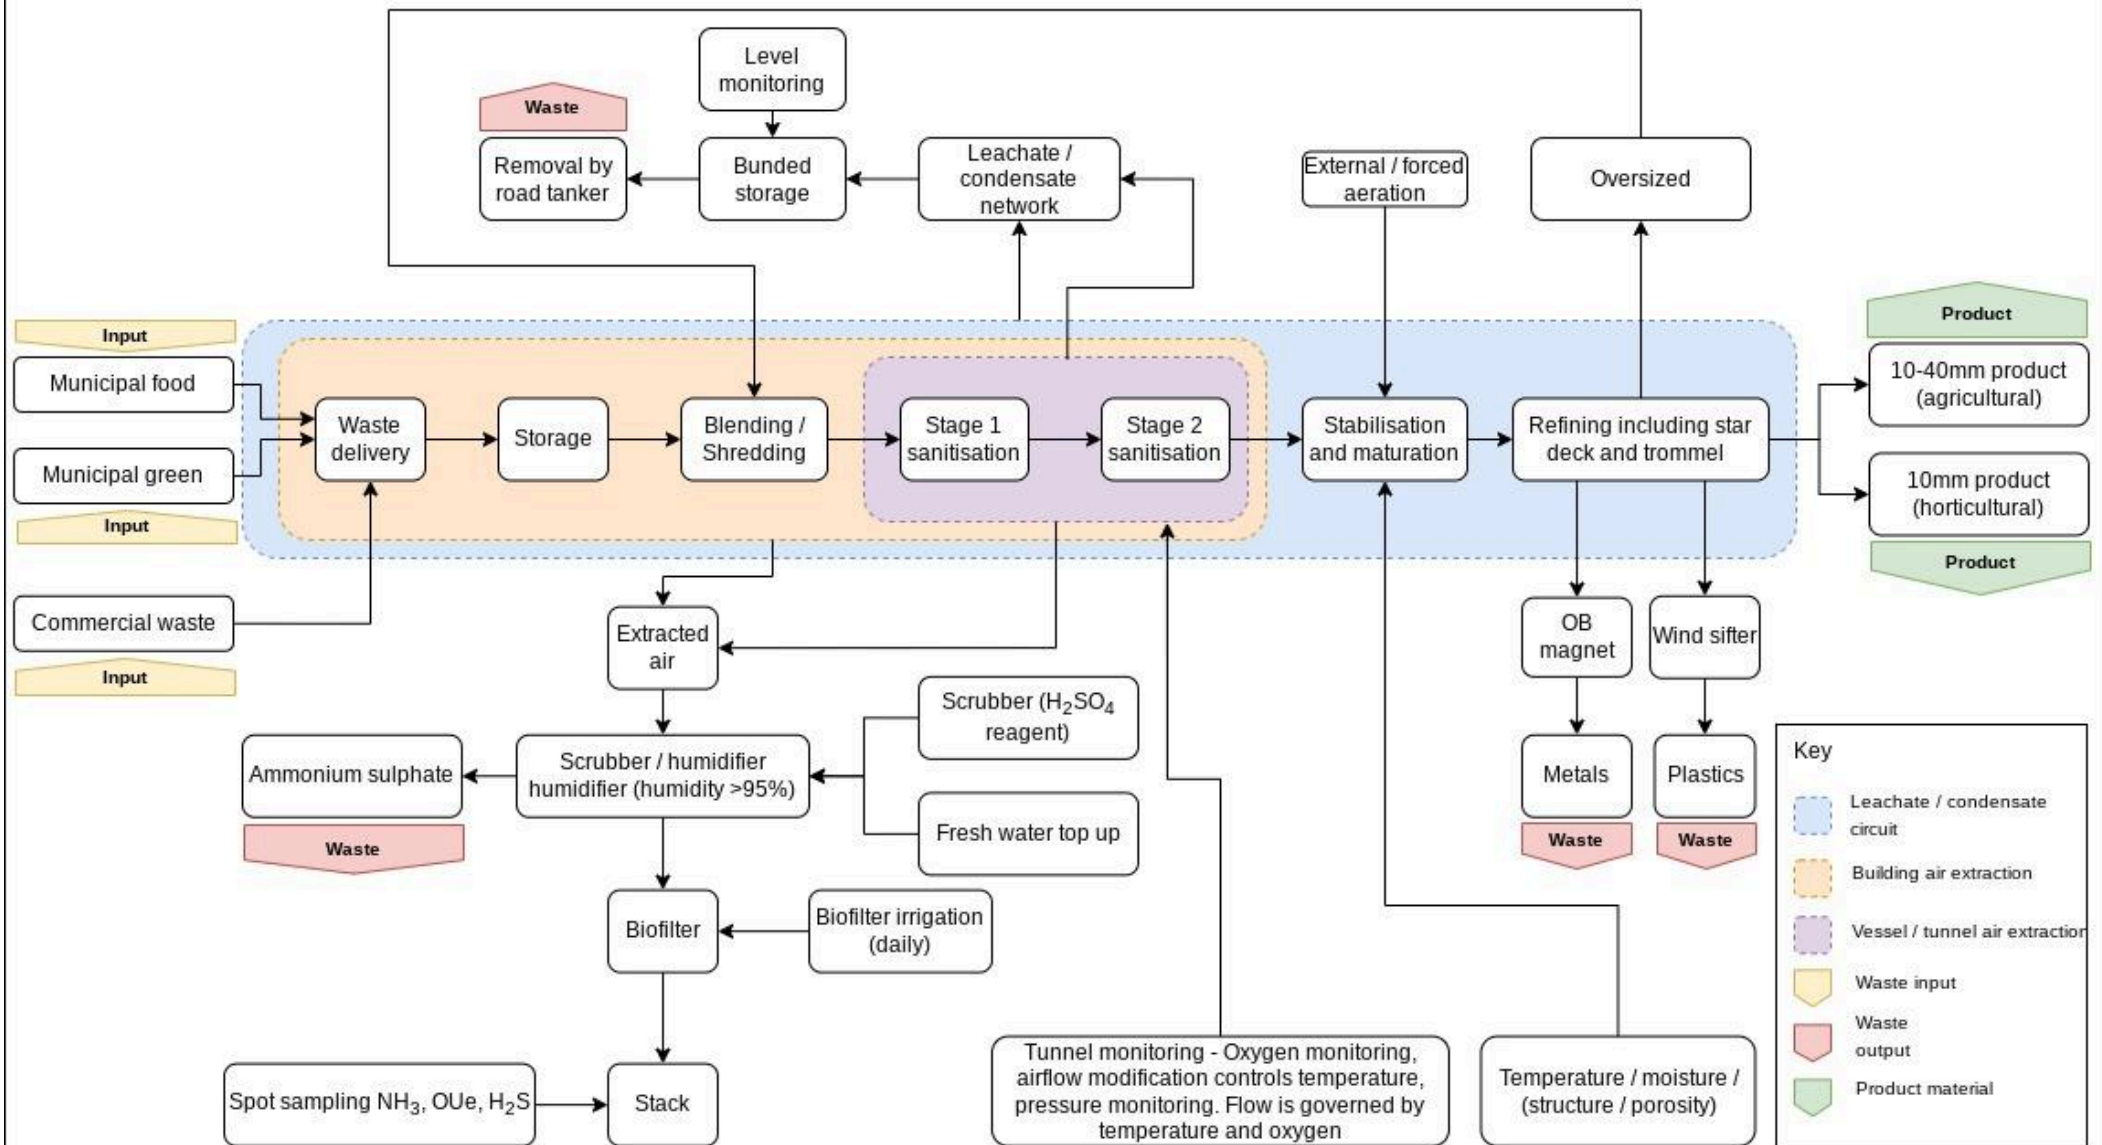 Level
monitoring
Waste
Removal by
road tanker
Bunded
storage
Leachate /
condensate
network
External / forced
aeration
Oversized
Input
Municipal food
Municipal green
Input
Commercial waste
Input
Waste
delivery
Storage
Blending /
Shredding
Stage 1
sanitisation
Stage 2
sanitisation
Stabilisation
and maturation
Refining including star
deck and trommel
Product
10-40mm product
(agricultural)
10mm product
(horticultural)
Product
Extracted
air
Scrubber (H₂SO₄
reagent)
Ammonium sulphate
Waste
Scrubber / humidifier
humidifier (humidity >95%)
Fresh water top up
Biofilter
Biofilter irrigation
(daily)
Spot sampling NH₃, OUe, H₂S
Stack
Tunnel monitoring - Oxygen monitoring,
airflow modification controls temperature,
pressure monitoring. Flow is governed by
temperature and oxygen
Temperature / moisture /
(structure / porosity)
OB
magnet
Wind sifter
Metals
Plastics
Waste
Waste
Key
Leachate / condensate
circuit
Building air extraction
Vessel / tunnel air extraction
Waste input
Waste
output
Product material